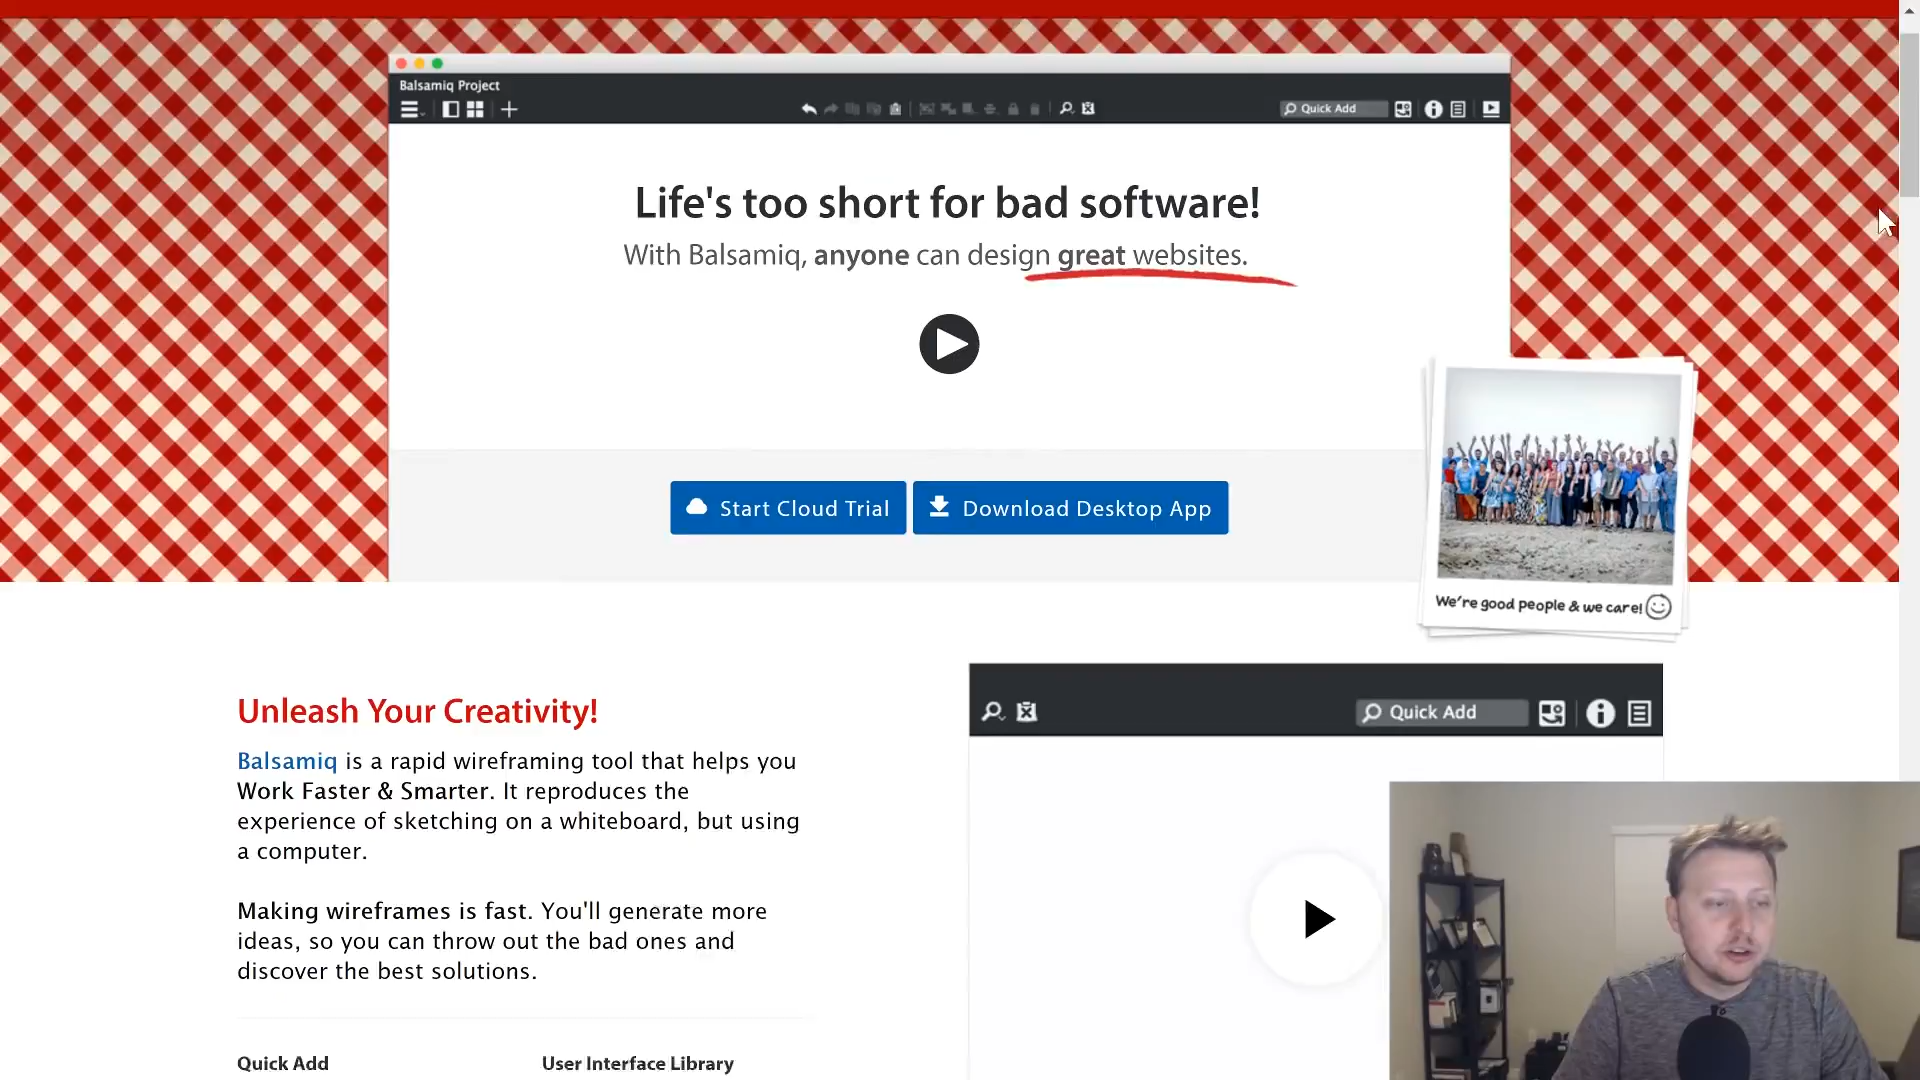 Balsamiq Project
Quick Add
Life's too short for bad software!
With Balsamiq, anyone can design great websites.
Start Cloud Trial
Download Desktop App
We're good people & we care!
Unleash Your Creativity!
Balsamiq is a rapid wireframing tool that helps you
Work Faster & Smarter. It reproduces the
experience of sketching on a whiteboard, but using
a computer.
Making wireframes is fast. You'll generate more
ideas, so you can throw out the bad ones and
discover the best solutions.
Quick Add
User Interface Library
Quick Add